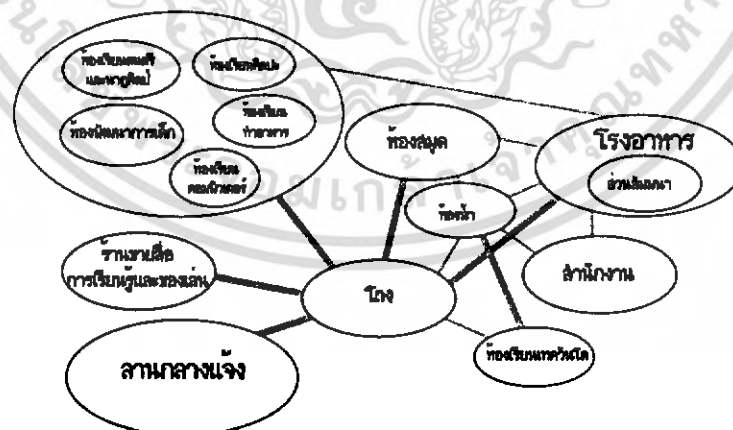 ห้องเรียนดนตรี
และนาฏศิลป์
ห้องเรียนศิลปะ
ห้องพัฒนาการเด็ก
ห้องเรียน
ทำอาหาร
ห้องเรียน
คอมพิวเตอร์
ห้องสมุด
โรงอาหาร
ส่วนสัมมนา
ห้องน้ำ
ร้านขายสื่อ
การเรียนรู้และของเล่น
โถง
สำนักงาน
ลานกลางแจ้ง
ห้องเรียนเทควันโด